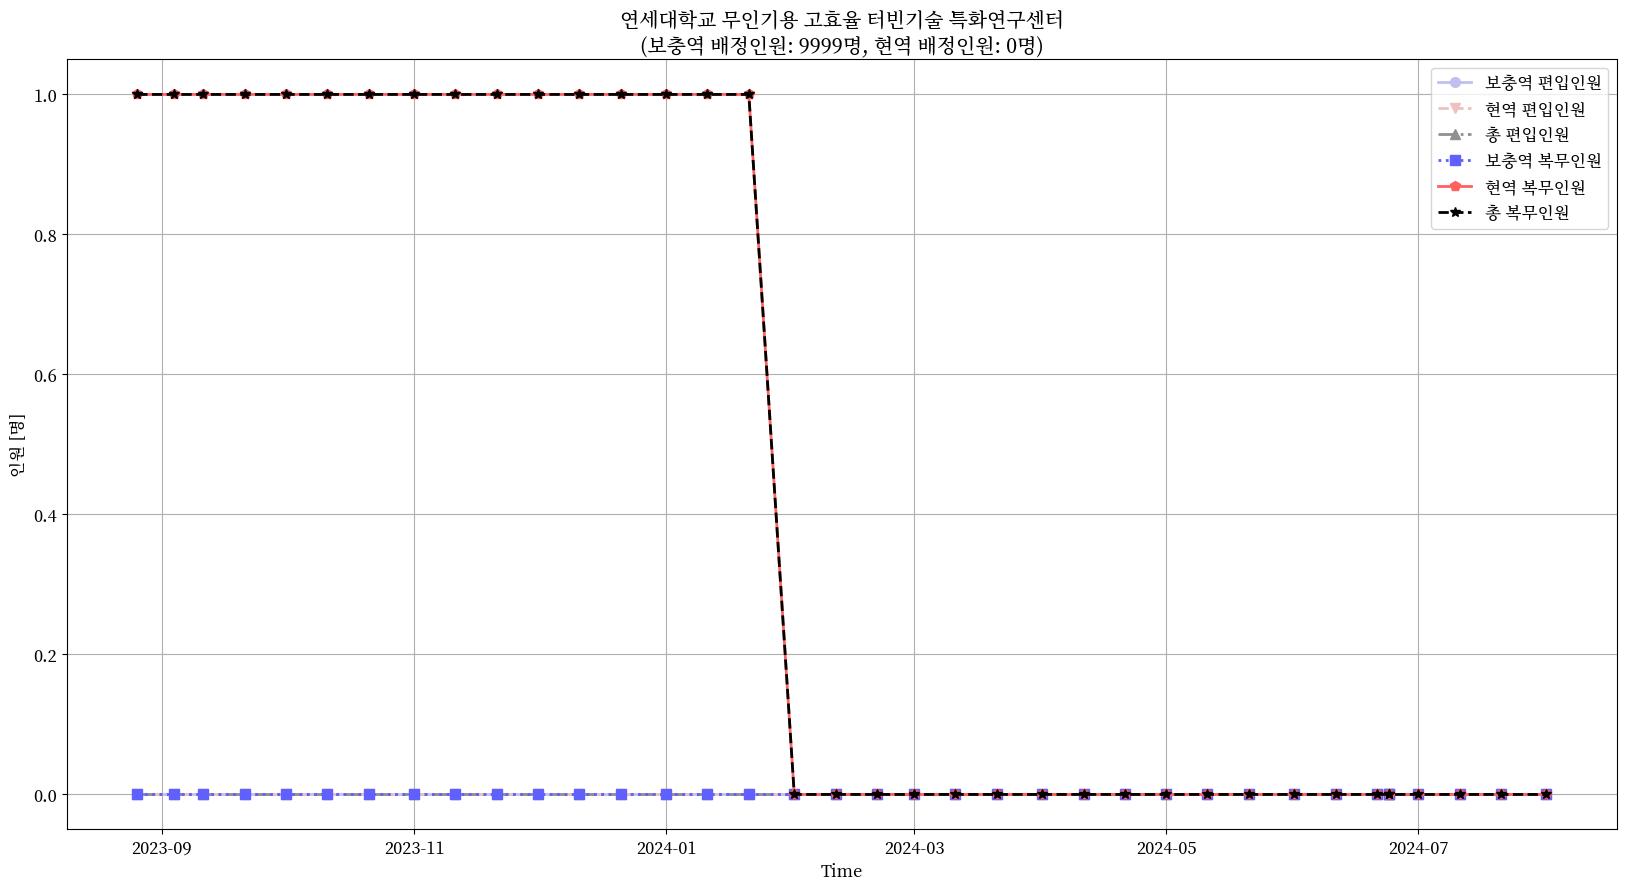 연세대학교 무인기용 고효율 터빈기술 특화연구센터
(보충역 배정인원: 9999명, 현역 배정인원: 0명)
보충역 편입인원
현역 편입인원
총 편입인원
보충역 복무인원
현역 복무인원
총 복무인원
인원 [명]
1.0
0.8
0.6
0.4
0.2
0.0
2023-09
2023-11
2024-01
2024-03
2024-05
2024-07
Time